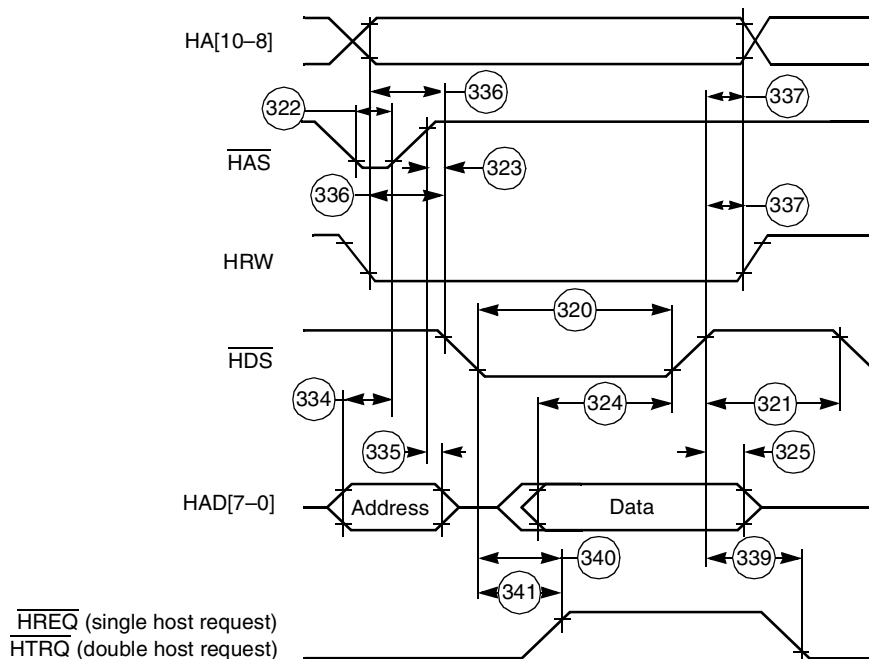 HA[10–8]
336
337
322
HAS
323
336
337
HRW
320
HDS
334
324
321
335
325
HAD[7–0]
Address
Data
340
339
341
HREQ (single host request)
HTRQ (double host request)